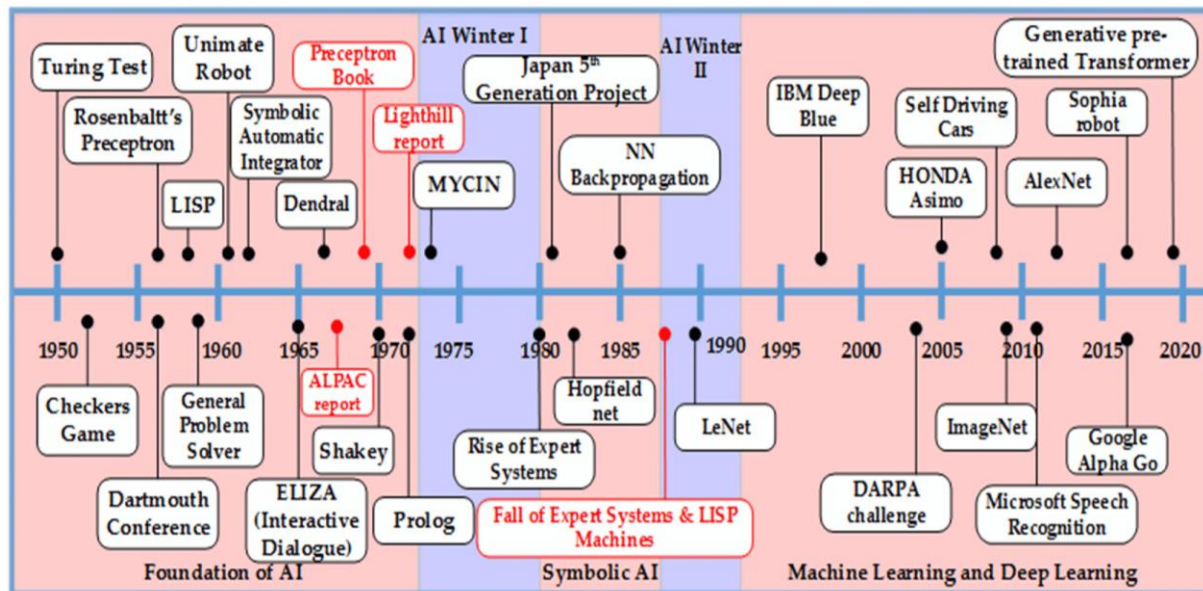 AI Winter I
AI Winter
II
Turing Test
Rosenbaltt's
Preceptron
LISP
Unimate
Robot
Symbolic
Automatic
Integrator
Dendral
Preceptron
Book
Lighthill
report
MYCIN
Japan 5th
Generation Project
NN
Backpropagation
IBM Deep
Blue
Self Driving
Cars
HONDA
Asimo
AlexNet
Sophia
robot
Generative pre-
trained Transformer
1950
1955
1960
1965
1970
1975
1980
1985
1990
1995
2000
2005
2010
2015
2020
Checkers
Game
Dartmouth
Conference
General
Problem
Solver
ELIZA
(Interactive
Dialogue)
ALPAC
report
Shakey
Prolog
Rise of Expert
Systems
Hopfield
net
Fall of Expert Systems & LISP
Machines
LeNet
DARPA
challenge
ImageNet
Microsoft Speech
Recognition
Google
Alpha Go
Foundation of AI
Symbolic AI
Machine Learning and Deep Learning